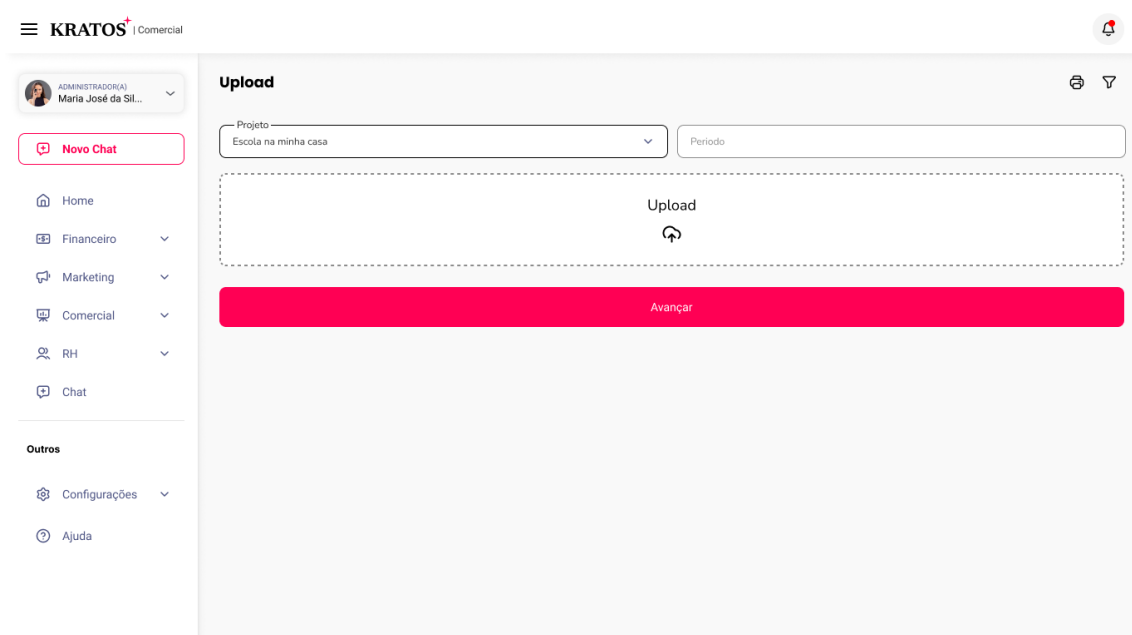 KRATOS | Comercial
ADMINISTRADOR(A)
Maria José da Sil...
Novo Chat
Home
Financeiro
Marketing
Comercial
RH
Chat
Outros
Configurações
Ajuda
Upload
Projeto
Escola na minha casa
Periodo
Upload
Avançar